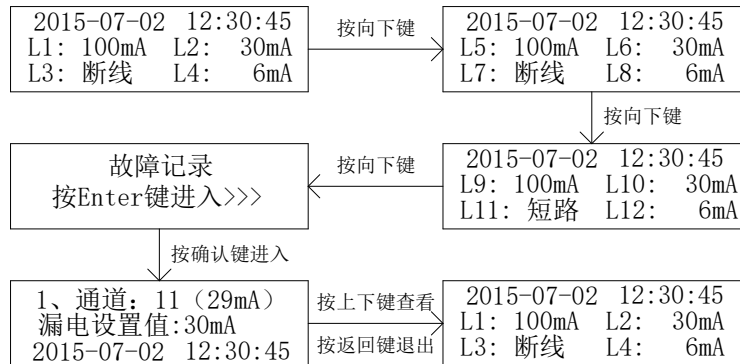 2015-07-02 12:30:45
L1: 100mA L2: 30mA
L3: 断线 L4: 6mA
按向下键
2015-07-02 12:30:45
L5: 100mA L6: 30mA
L7: 断线 L8: 6mA
按向下键
2015-07-02 12:30:45
L9: 100mA L10: 30mA
L11: 短路 L12: 6mA
按向下键
故障记录
按Enter键进入>>>
按确认键进入
1、通道：11（29mA）
漏电设置值:30mA
2015-07-02 12:30:45
按上下键查看
按返回键退出
2015-07-02 12:30:45
L1: 100mA L2: 30mA
L3: 断线 L4: 6mA